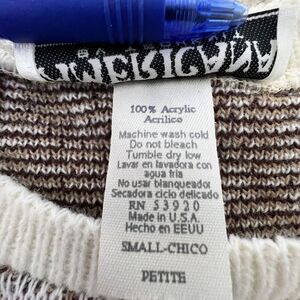 AMERICANA
100% Acrylic
Acrilico
Machine wash cold
Do not bleach
Tumble dry low
Lavar en lavadora con
agua fria
No usar blanqueador
Secadora ciclo delicado
RN 53920
Made in U.S.A.
Hecho en EEUU
SMALL-CHICO
PETITE